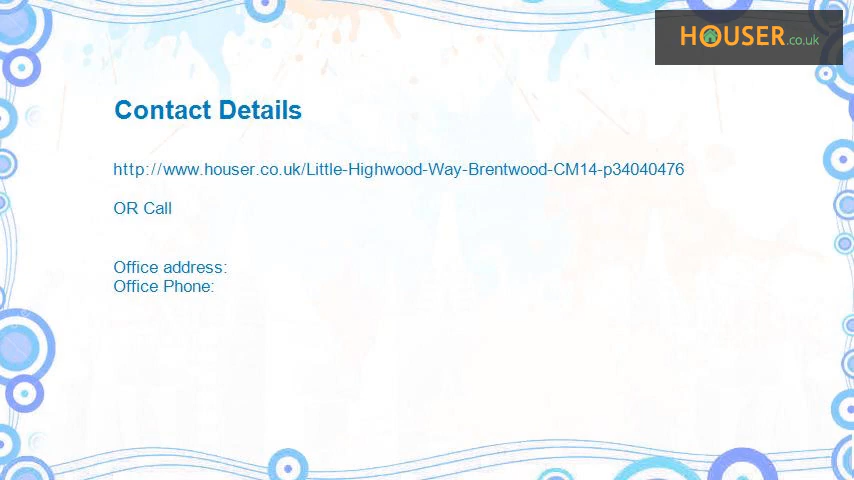 HOUSER.co.uk
Contact Details
http://www.houser.co.uk/Little-Highwood-Way-Brentwood-CM14-p34040476
OR Call
Office address:
Office Phone: